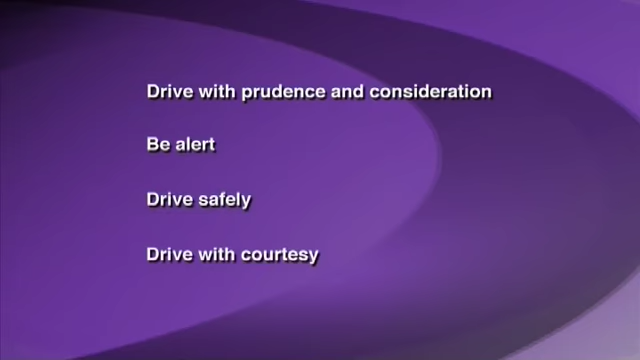 Drive with prudence and consideration
Be alert
Drive safely
Drive with courtesy